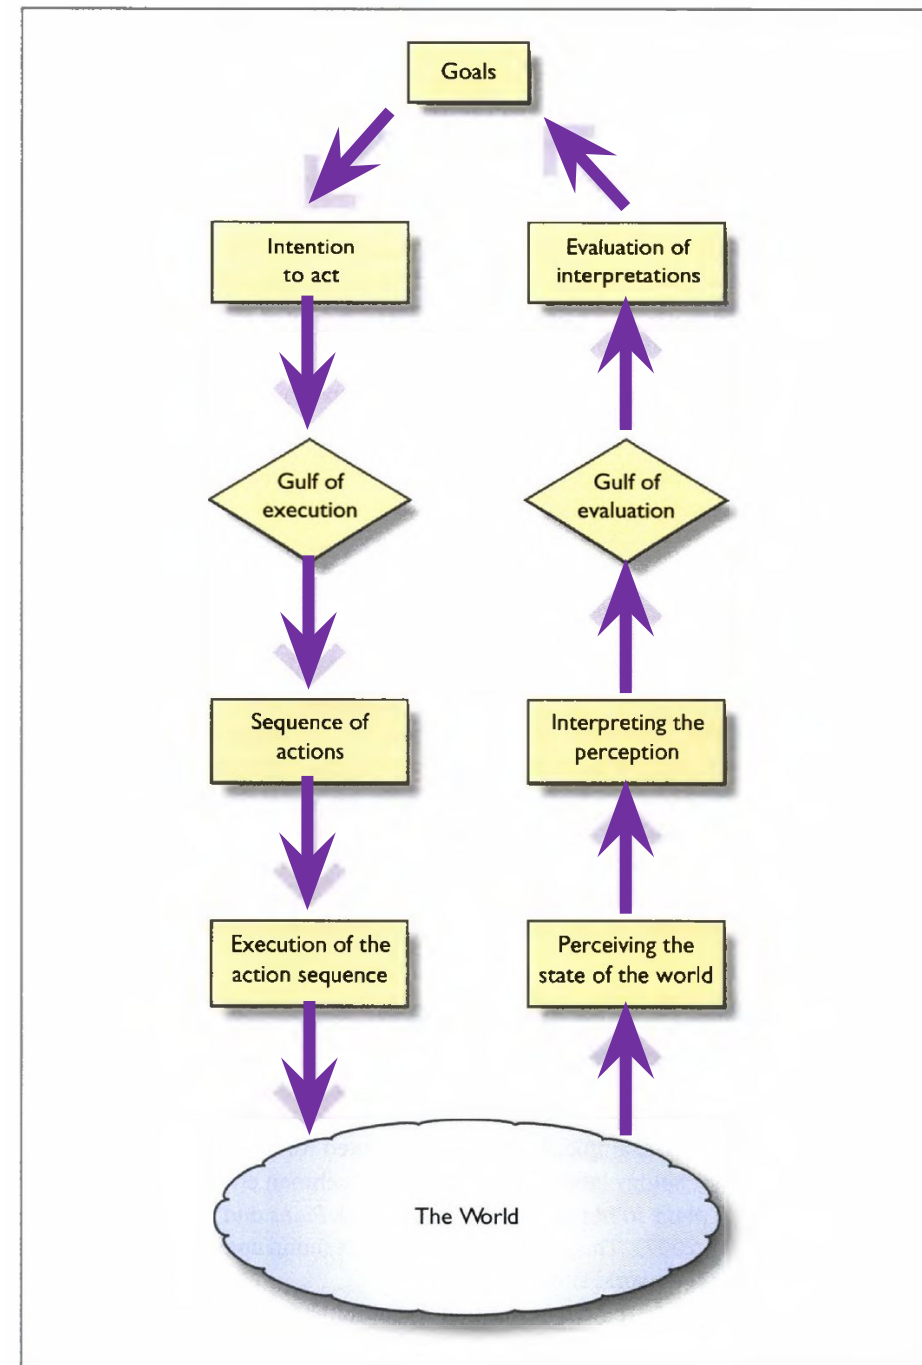 Goals
Intention
to act
Gulf of
execution
Sequence of
actions
Execution of the
action sequence
The World
Perceiving the
state of the world
Interpreting the
perception
Gulf of
evaluation
Evaluation of
interpretations